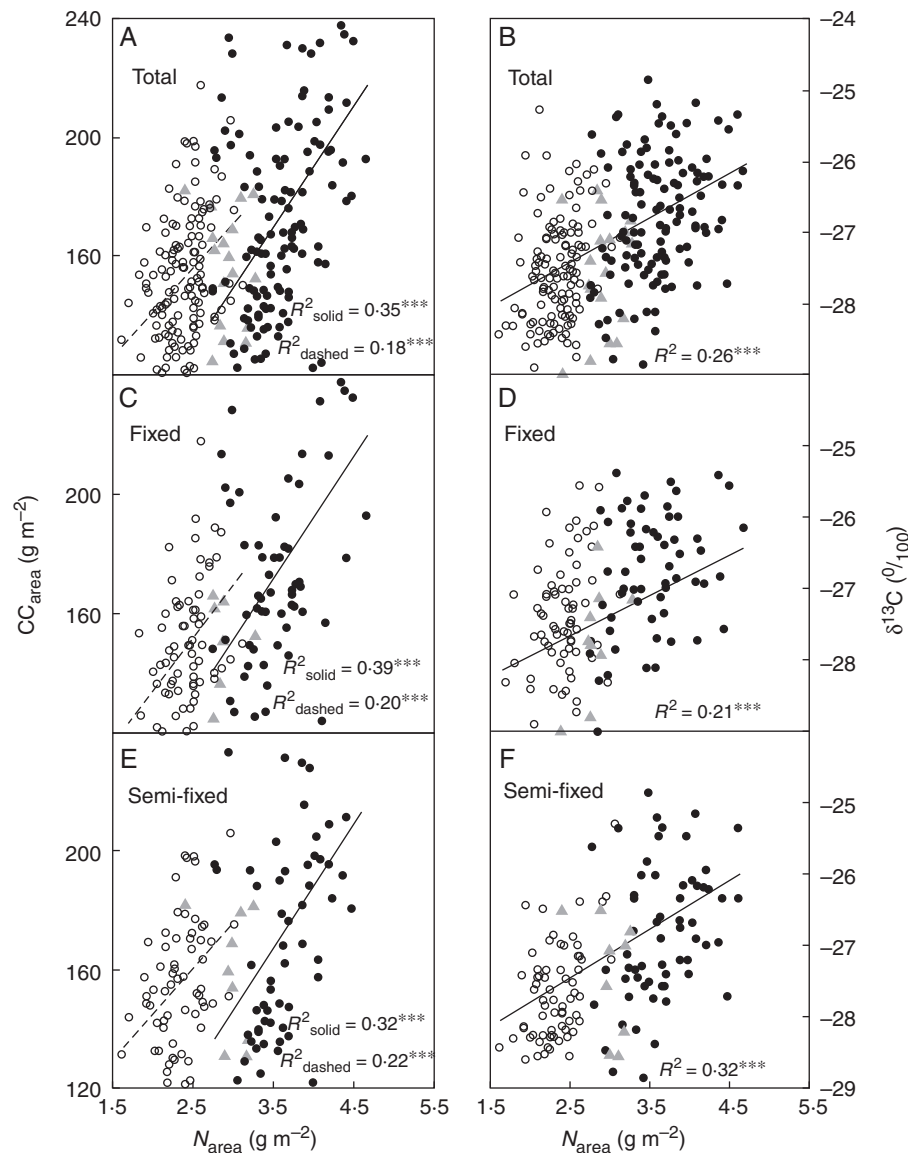 A
Total
240
200
160
R²solid = 0·35***
R²dashed = 0·18***
B
Total
R² = 0·26***
–24
–25
–26
–27
–28
C
Fixed
200
160
R²solid = 0·39***
R²dashed = 0·20***
D
Fixed
R² = 0·21***
–25
–26
–27
–28
CCarea (g m–2)
δ13C (0/100)
E
Semi-fixed
200
160
120
R²solid = 0·32***
R²dashed = 0·22***
F
Semi-fixed
R² = 0·32***
–25
–26
–27
–28
–29
1·5 2·5 3·5 4·5 5·5
1·5 2·5 3·5 4·5 5·5
Narea (g m–2)
Narea (g m–2)